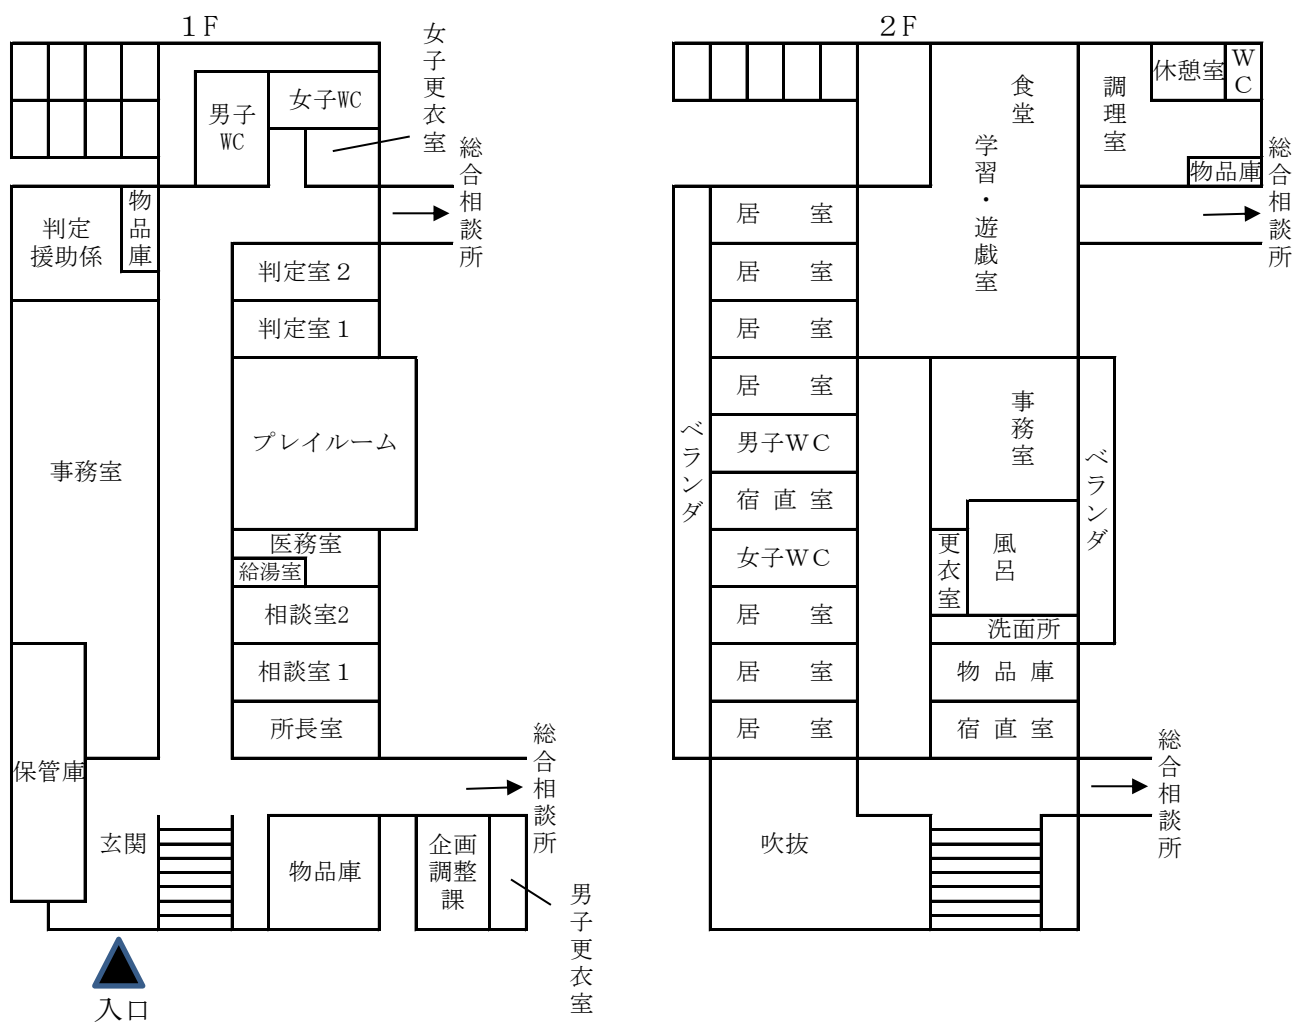 １Ｆ
女子更衣室
男子
WC
女子WC
総合相談所
判定
援助係
物品庫
判定室２
判定室１
プレイルーム
事務室
医務室
給湯室
相談室2
相談室１
所長室
保管庫
総合相談所
玄関
物品庫
企画
調整
課
男子更衣室
入口
２Ｆ
食堂
学習・遊戯室
調理室
休憩室
ＷＣ
物品庫
総合相談所
居　室
居　室
居　室
居　室
男子ＷＣ
宿直室
女子ＷＣ
居　室
居　室
居　室
ベランダ
事務室
ベランダ
更衣室
風呂
洗面所
物品庫
宿直室
総合相談所
吹抜